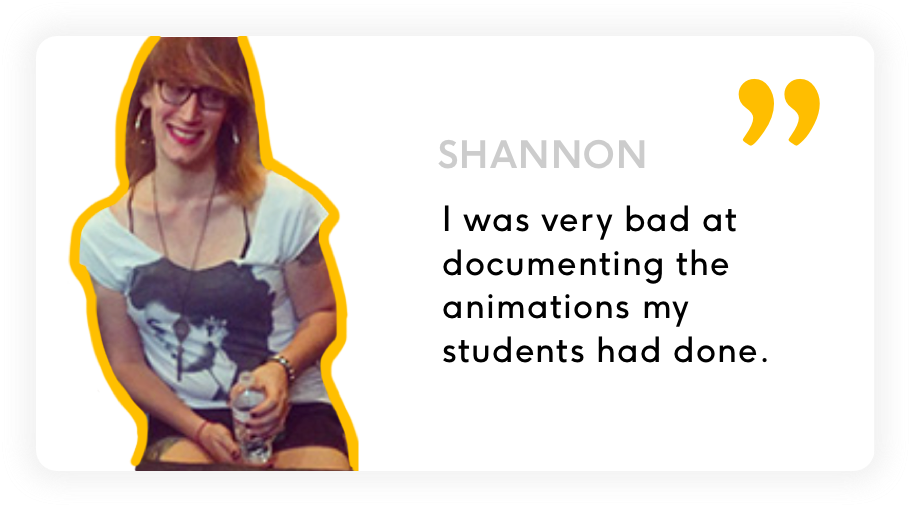 ”
SHANNON
I was very bad at
documenting the
animations my
students had done.